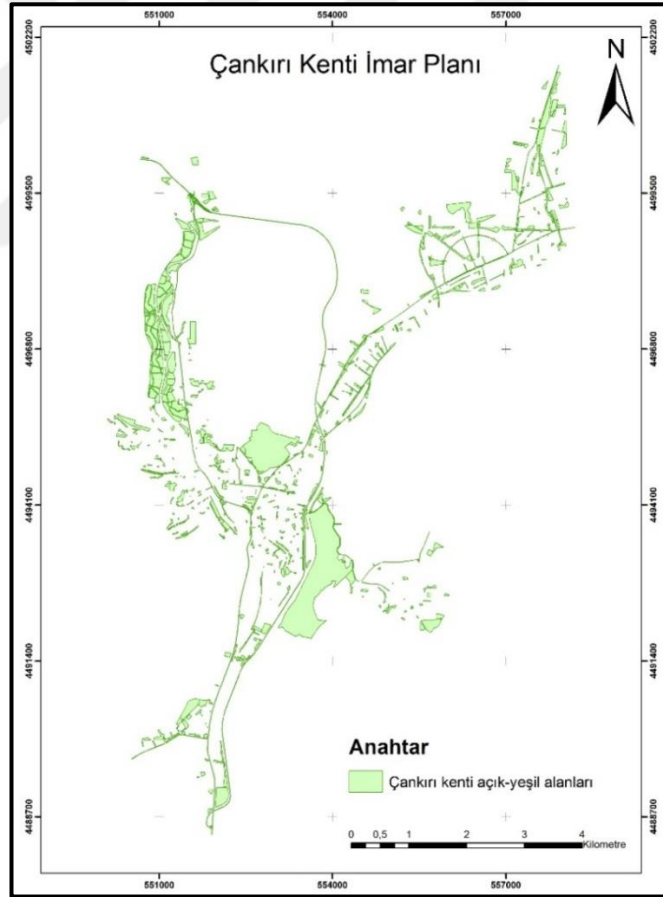 551000 554000 557000
4502200 4502200
Çankırı Kenti İmar Planı
N
4499500 4499500
4496800 4496800
4494100 4494100
4491400 4491400
Anahtar
Çankırı kenti açık-yeşil alanları
0 0,5 1 2 3 4
Kilometre
4488700 4488700
551000 554000 557000